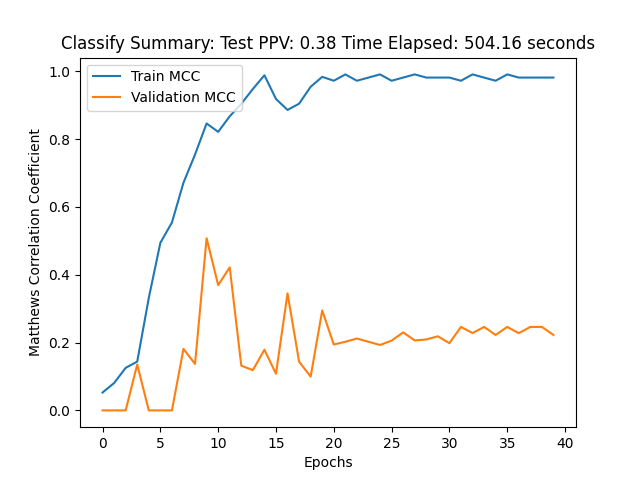 Classify Summary: Test PPV: 0.38 Time Elapsed: 504.16 seconds
Train MCC
Validation MCC
Matthews Correlation Coefficient
1.0
0.8
0.6
0.4
0.2
0.0
0 5 10 15 20 25 30 35 40
Epochs